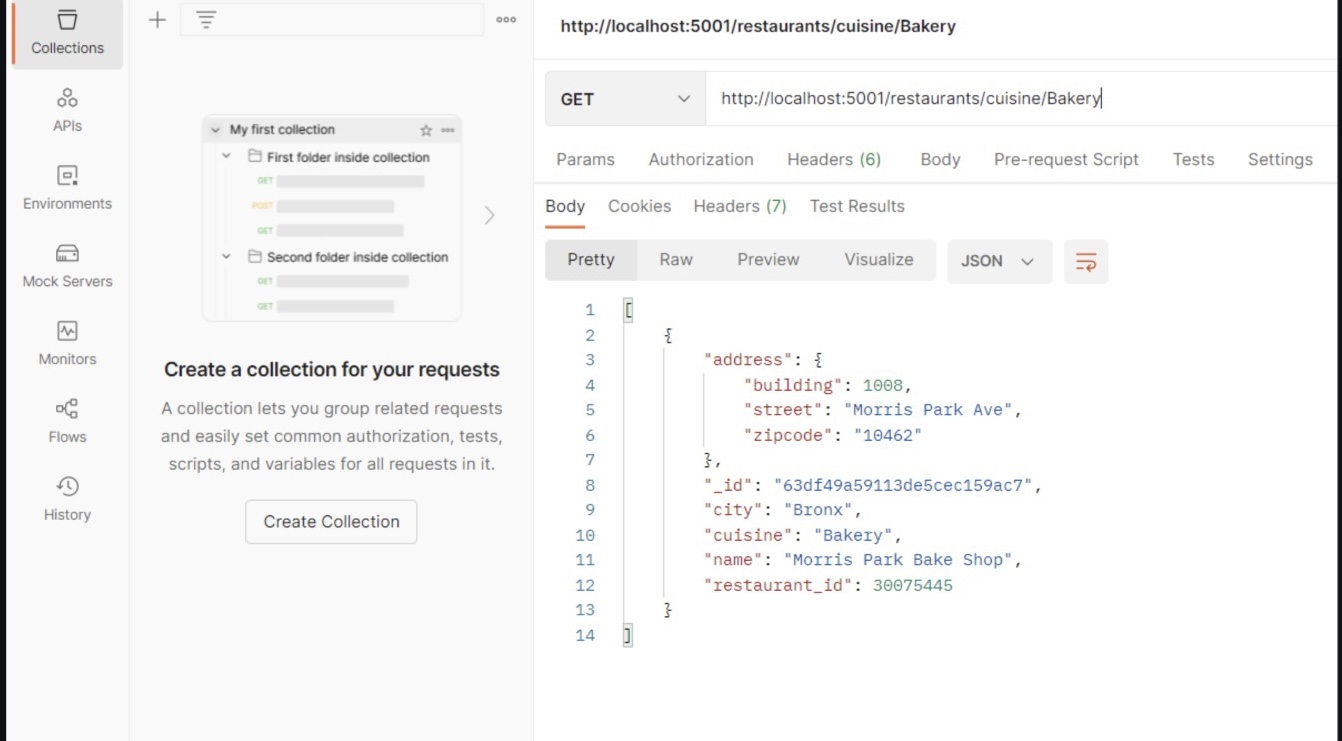 Collections
APIs
Environments
Mock Servers
Monitors
Flows
History
My first collection
First folder inside collection
GET
POST
GET
Second folder inside collection
GET
GET
Create a collection for your requests
A collection lets you group related requests
and easily set common authorization, tests,
scripts, and variables for all requests in it.
Create Collection
http://localhost:5001/restaurants/cuisine/Bakery
GET http://localhost:5001/restaurants/cuisine/Bakery
Params Authorization Headers (6) Body Pre-request Script Tests Settings
Body Cookies Headers (7) Test Results
Pretty Raw Preview Visualize JSON
1 [
2 {
3 "address": {
4 "building": 1008,
5 "street": "Morris Park Ave",
6 "zipcode": "10462"
7 },
8 "_id": "63df49a59113de5cec159ac7",
9 "city": "Bronx",
10 "cuisine": "Bakery",
11 "name": "Morris Park Bake Shop",
12 "restaurant_id": 30075445
13 }
14 ]